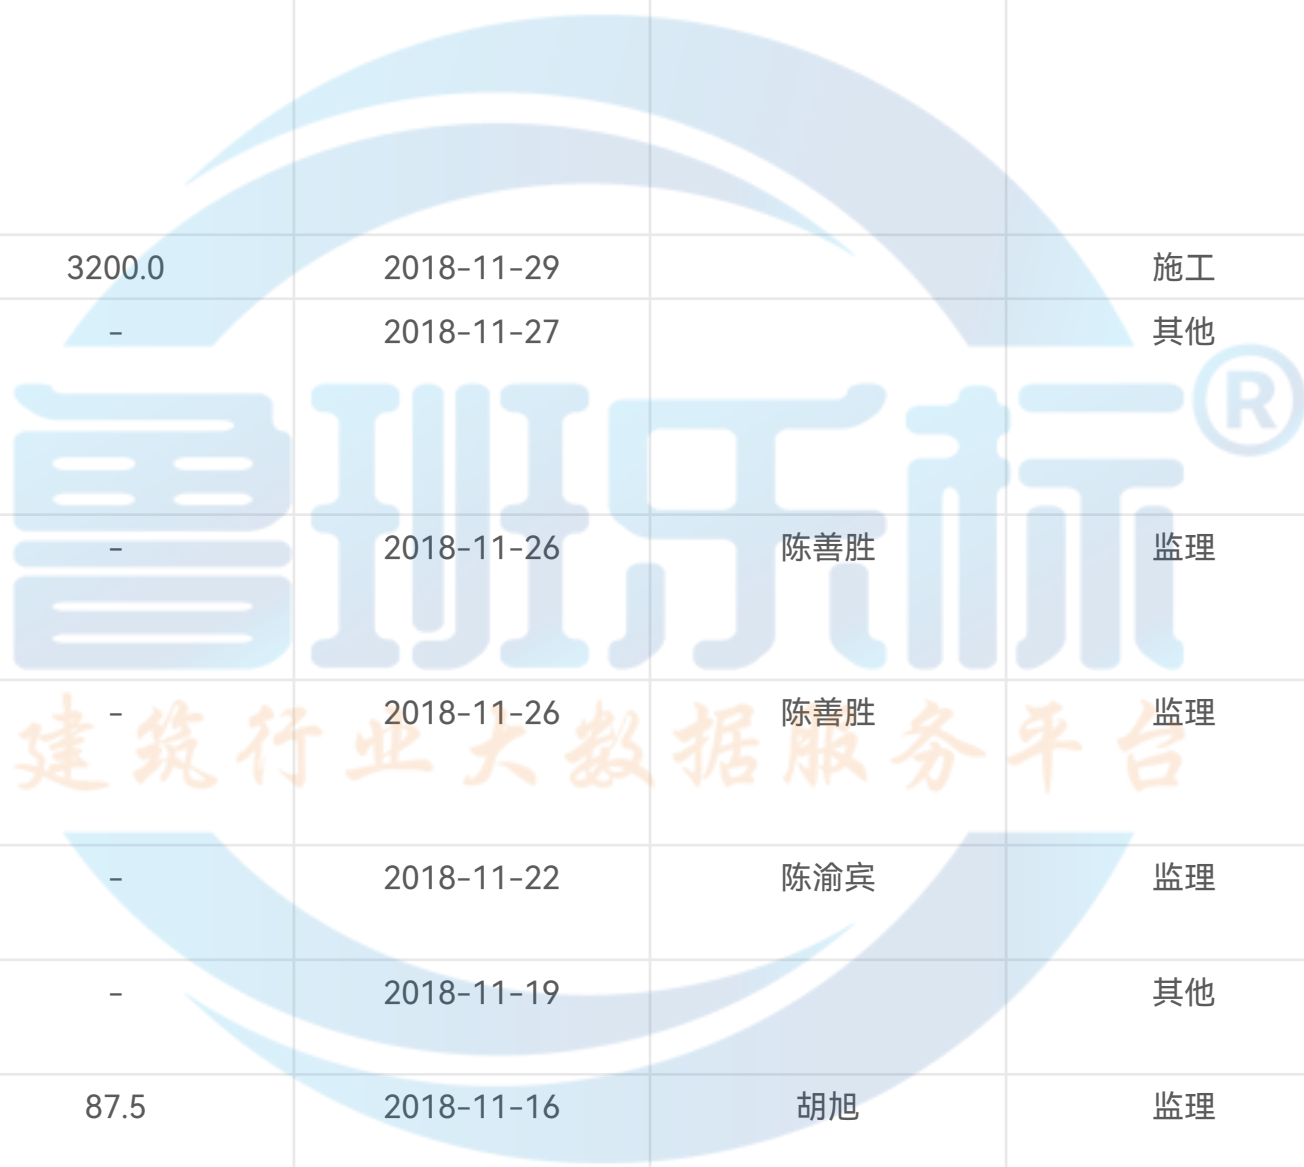 3200.0 2018-11-29 施工
- 2018-11-27 其他
鲁班乐标®
- 2018-11-26 陈善胜 监理
- 2018-11-26 陈善胜 监理
建筑行业大数据服务平台
- 2018-11-22 陈渝宾 监理
- 2018-11-19 其他
87.5 2018-11-16 胡旭 监理